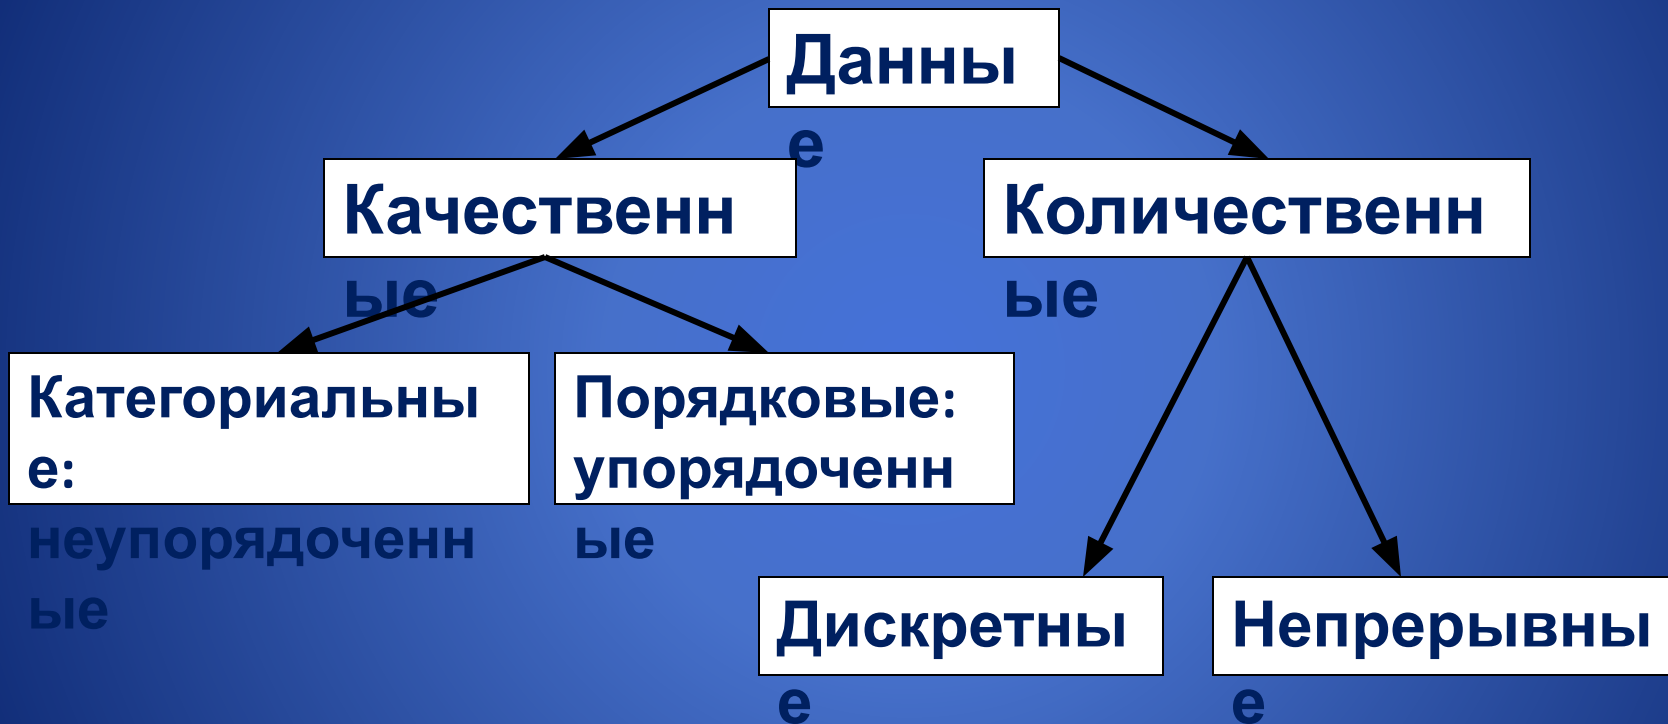 Данны
е
Качественн
ые
Количественн
ые
Категориальны
е:
неупорядоченн
ые
Порядковые:
упорядоченн
ые
Дискретны
е
Непрерывны
е